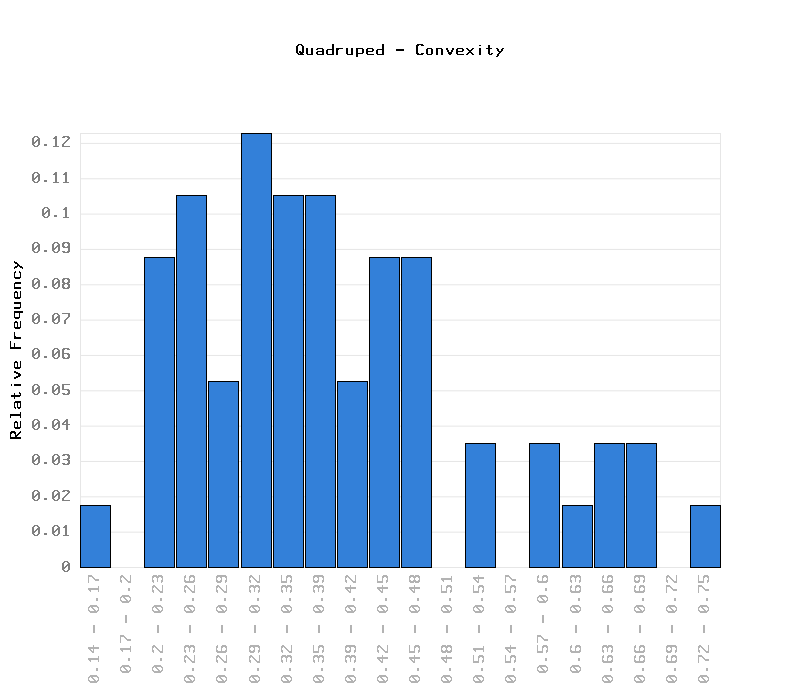 Quadruped - Convexity
Relative Frequency
0.12
0.11
0.1
0.09
0.08
0.07
0.06
0.05
0.04
0.03
0.02
0.01
0
0.14 - 0.17
0.17 - 0.2
0.2 - 0.23
0.23 - 0.26
0.26 - 0.29
0.29 - 0.32
0.32 - 0.35
0.35 - 0.39
0.39 - 0.42
0.42 - 0.45
0.45 - 0.48
0.48 - 0.51
0.51 - 0.54
0.54 - 0.57
0.57 - 0.6
0.6 - 0.63
0.63 - 0.66
0.66 - 0.69
0.69 - 0.72
0.72 - 0.75